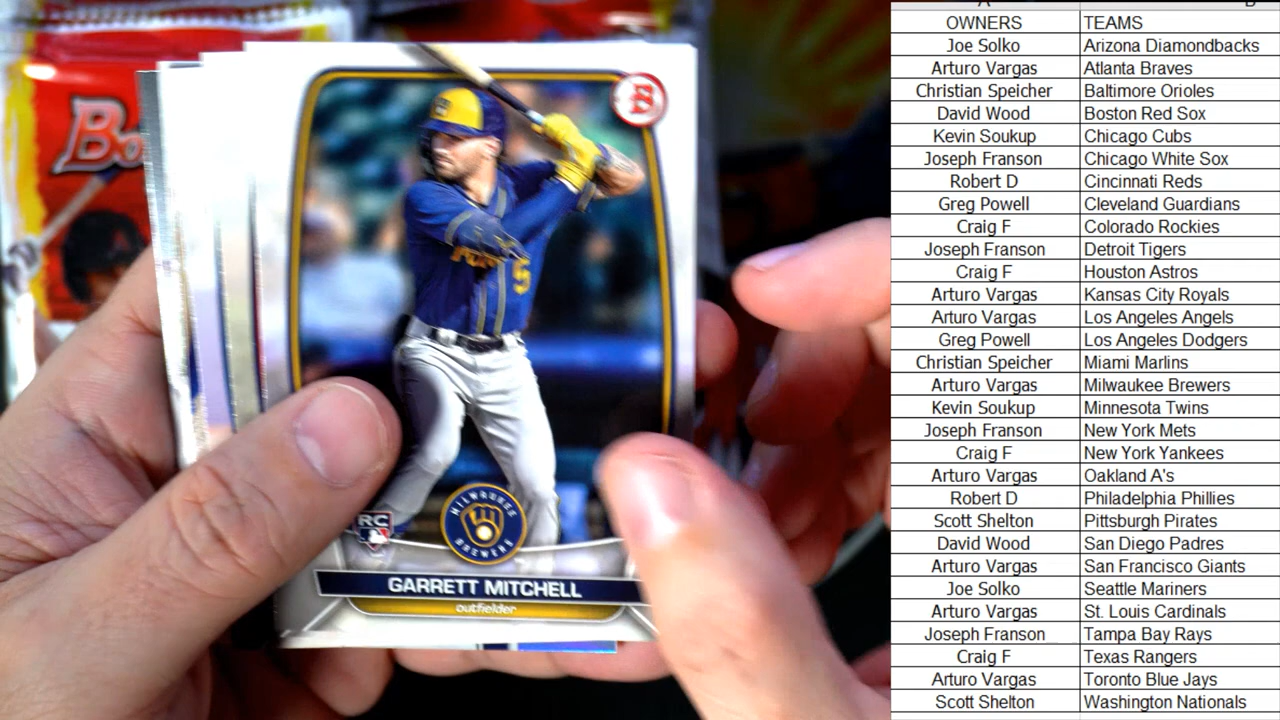 Bo
B
5
MILWAUKEE
BREWERS
RC
GARRETT MITCHELL
outfielder
OWNERS TEAMS
Joe Solko Arizona Diamondbacks
Arturo Vargas Atlanta Braves
Christian Speicher Baltimore Orioles
David Wood Boston Red Sox
Kevin Soukup Chicago Cubs
Joseph Franson Chicago White Sox
Robert D Cincinnati Reds
Greg Powell Cleveland Guardians
Craig F Colorado Rockies
Joseph Franson Detroit Tigers
Craig F Houston Astros
Arturo Vargas Kansas City Royals
Arturo Vargas Los Angeles Angels
Greg Powell Los Angeles Dodgers
Christian Speicher Miami Marlins
Arturo Vargas Milwaukee Brewers
Kevin Soukup Minnesota Twins
Joseph Franson New York Mets
Craig F New York Yankees
Arturo Vargas Oakland A's
Robert D Philadelphia Phillies
Scott Shelton Pittsburgh Pirates
David Wood San Diego Padres
Arturo Vargas San Francisco Giants
Joe Solko Seattle Mariners
Arturo Vargas St. Louis Cardinals
Joseph Franson Tampa Bay Rays
Craig F Texas Rangers
Arturo Vargas Toronto Blue Jays
Scott Shelton Washington Nationals